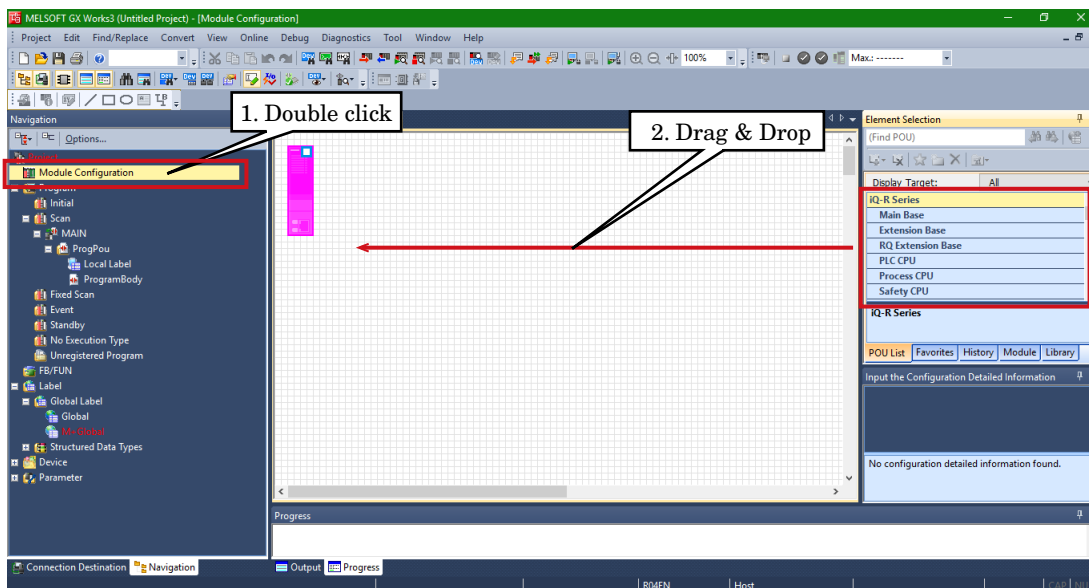 MELSOFT GX Works3 (Untitled Project) - [Module Configuration]
Project Edit Find/Replace Convert View Online Debug Diagnostics Tool Window Help
100%
Max.: -------
1. Double click
2. Drag & Drop
Navigation
Options...
Project
Module Configuration
Program
Initial
Scan
MAIN
ProgPou
Local Label
ProgramBody
Fixed Scan
Event
Standby
No Execution Type
Unregistered Program
FB/FUN
Label
Global Label
Global
M+Global
Structured Data Types
Device
Parameter
Element Selection
(Find POU)
Display Target: All
iQ-R Series
Main Base
Extension Base
RQ Extension Base
PLC CPU
Process CPU
Safety CPU
iQ-R Series
POU List Favorites History Module Library
Input the Configuration Detailed Information
No configuration detailed information found.
Progress
Connection Destination Navigation
Output Progress
R04EN Host CAP NU